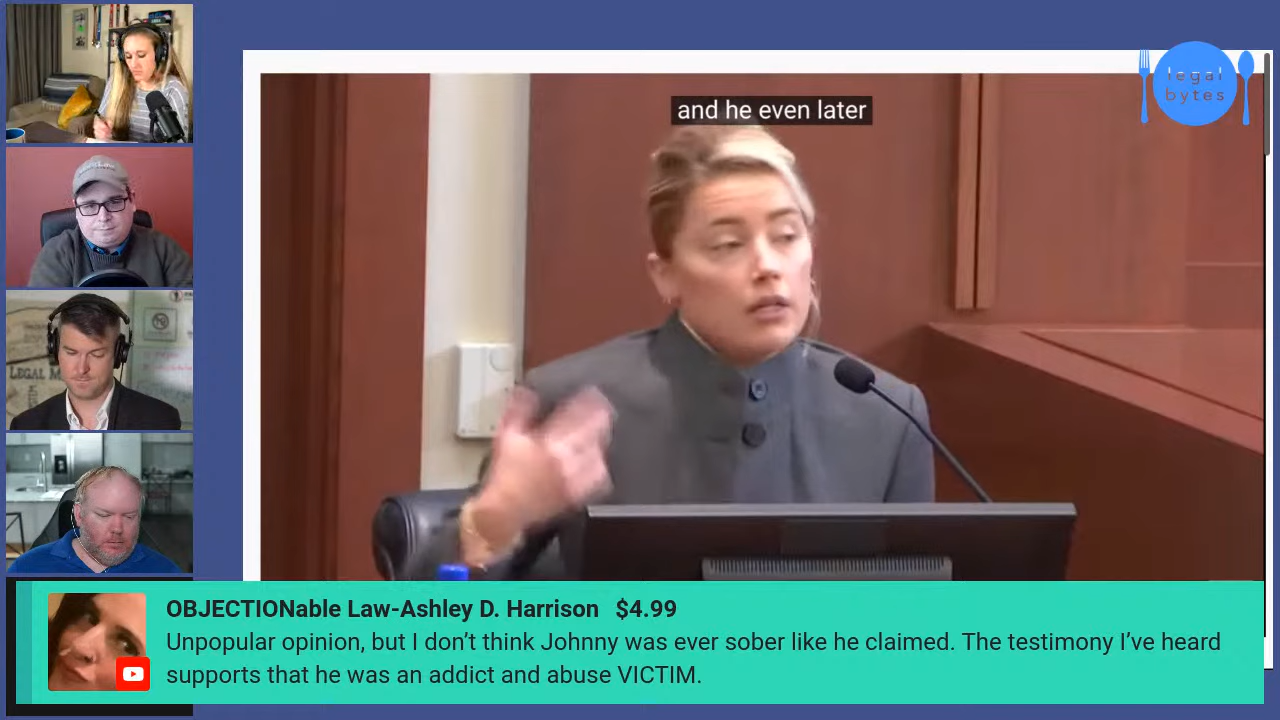 and he even later
legal
bytes
LEGAL M
OBJECTIONable Law-Ashley D. Harrison $4.99
Unpopular opinion, but I don't think Johnny was ever sober like he claimed. The testimony I've heard
supports that he was an addict and abuse VICTIM.